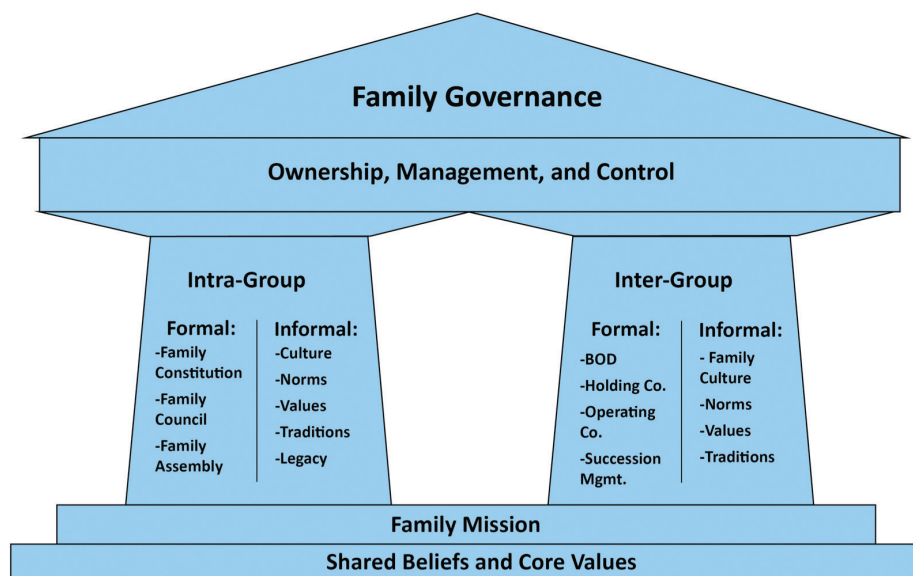 Family Governance
Ownership, Management, and Control
Intra-Group
Formal:
-Family
Constitution
-Family
Council
-Family
Assembly
Informal:
-Culture
-Norms
-Values
-Traditions
-Legacy
Inter-Group
Formal:
-BOD
-Holding Co.
-Operating
Co.
-Succession
Mgmt.
Informal:
- Family
Culture
-Norms
-Values
-Traditions
Family Mission
Shared Beliefs and Core Values